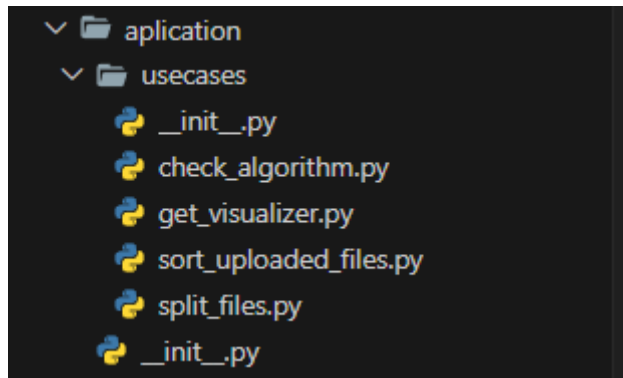 aplication
usecases
__init__.py
check_algorithm.py
get_visualizer.py
sort_uploaded_files.py
split_files.py
__init__.py